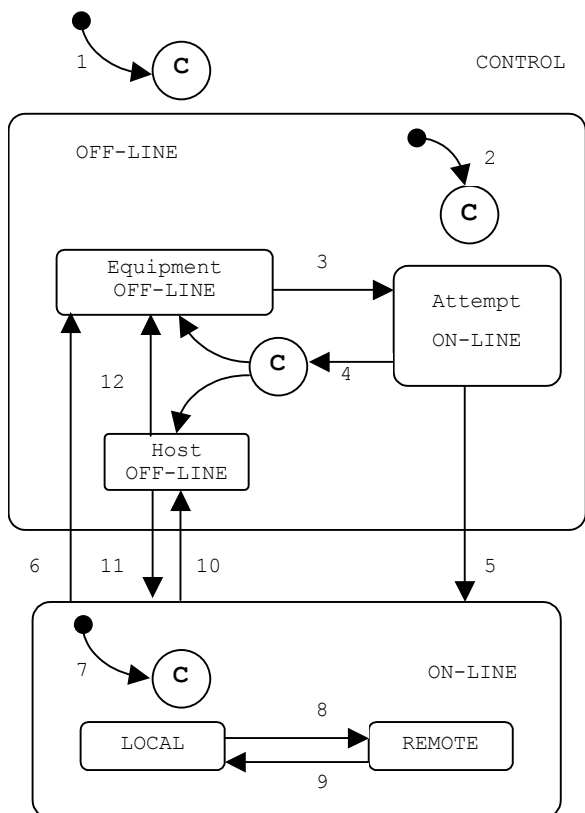 1
C
CONTROL
OFF-LINE
2
C
Equipment
OFF-LINE
3
Attempt
ON-LINE
C
4
12
Host
OFF-LINE
6
11
10
5
7
C
ON-LINE
8
LOCAL
REMOTE
9